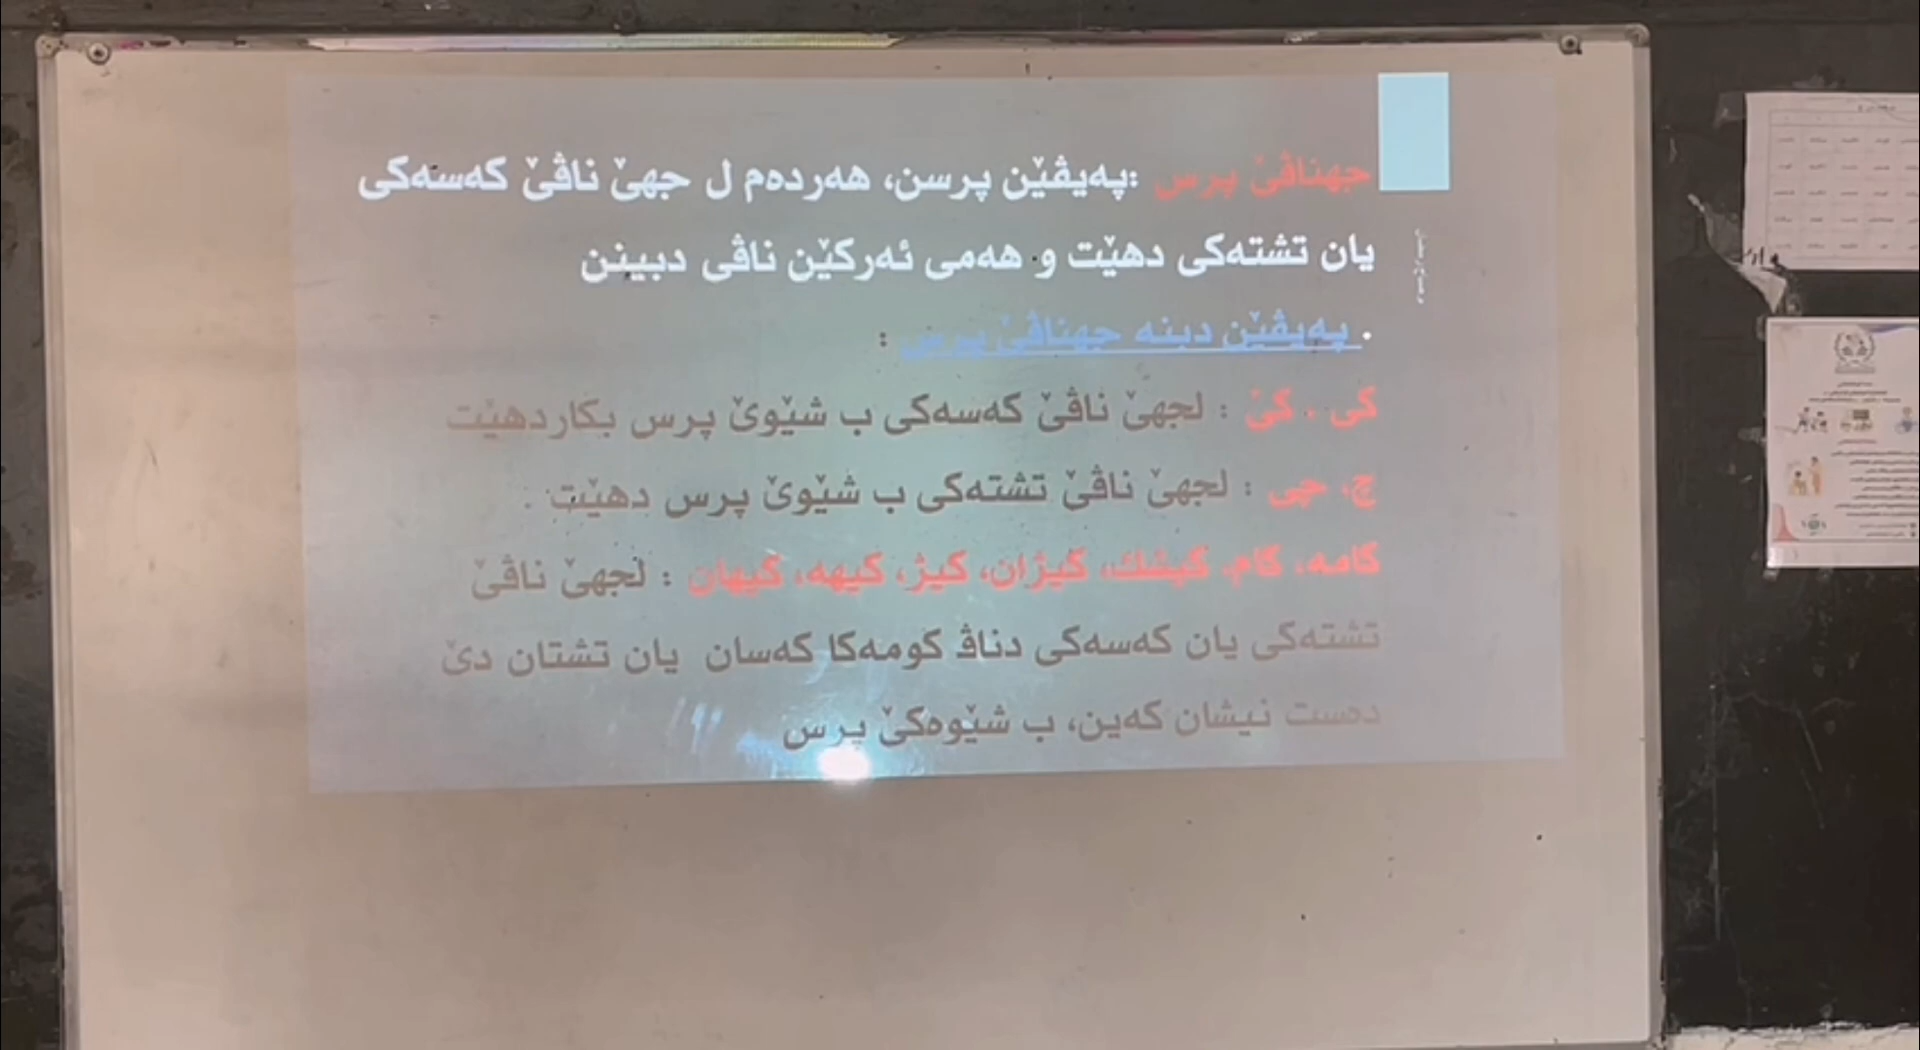 جهناڤێ پرس :پەیڤێن پرسن، هەردەم ل جهێ ناڤێ کەسەکی
یان تشتەکی دهێت و هەمی ئەرکێن ناڤی دبینن
. پەیڤێن دبنە جهناڤێ پرس :
کی ، کێ : لجهێ ناڤێ کەسەکی ب شێوێ پرس بکاردهێت
چ، چی : لجهێ ناڤێ تشتەکی ب شێوێ پرس دهێت .
کامە، کام، کیشك، کیژان، کیژ، کیهە، کیهان : لجهێ ناڤێ
تشتەکی یان کەسەکی دناڤ کومەکا کەسان یان تشتان دێ
دەست نیشان کەین، ب شێوەکێ پرس